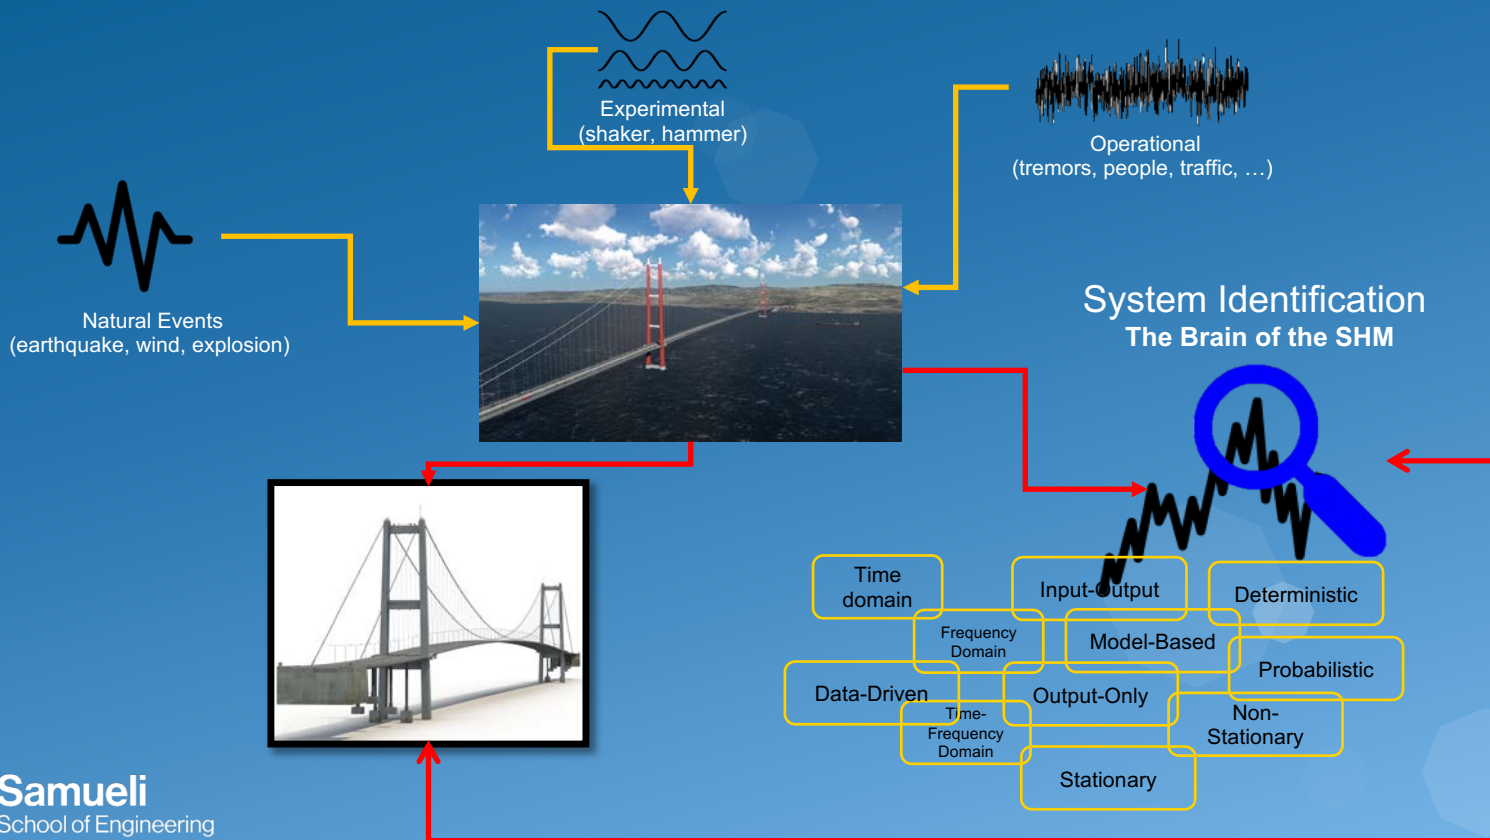 Experimental
(shaker, hammer)
Operational
(tremors, people, traffic, …)
Natural Events
(earthquake, wind, explosion)
System Identification
The Brain of the SHM
Time
domain
Input-Output
Deterministic
Frequency
Domain
Model-Based
Probabilistic
Data-Driven
Output-Only
Time-
Frequency
Domain
Non-
Stationary
Stationary
Samueli
School of Engineering